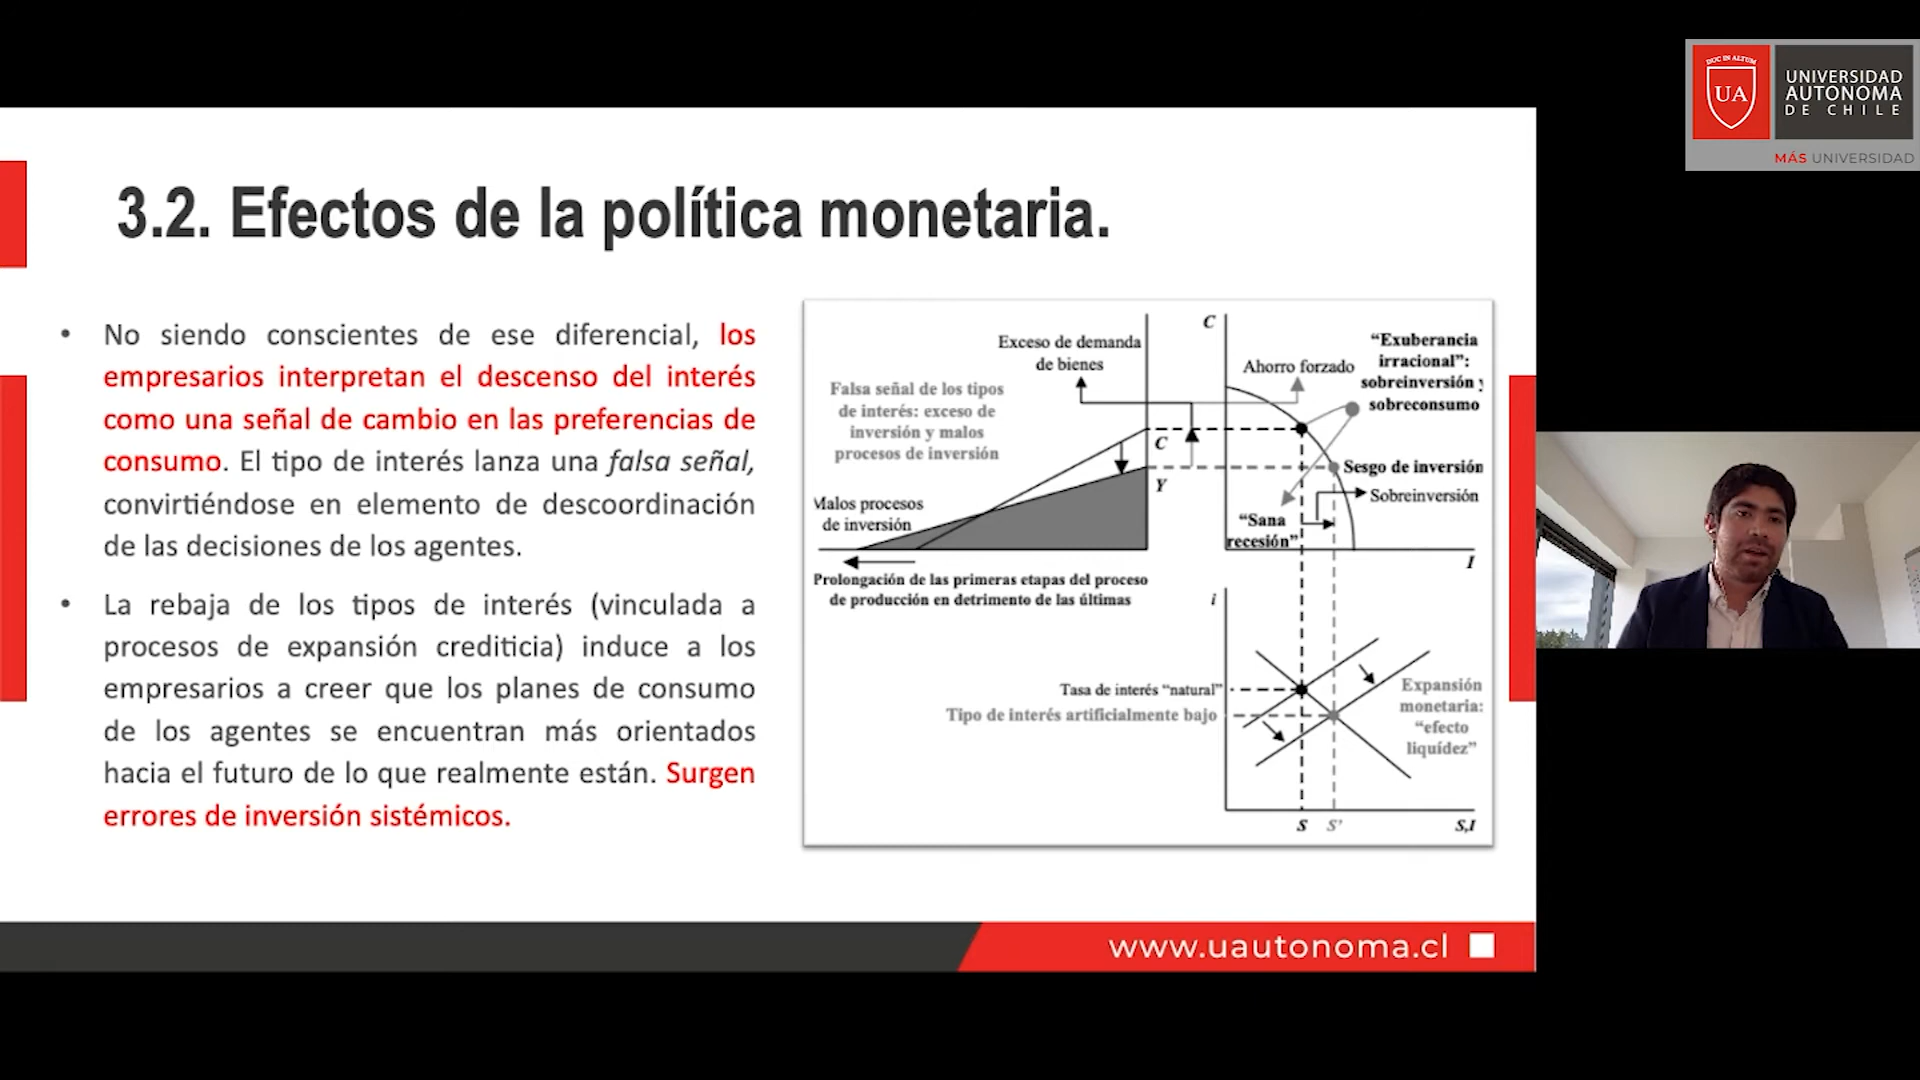 DOC IN ALTUM
UA
UNIVERSIDAD
AUTONOMA
DE CHILE
MÁS UNIVERSIDAD
3.2. Efectos de la política monetaria.
• No siendo conscientes de ese diferencial, los
empresarios interpretan el descenso del interés
como una señal de cambio en las preferencias de
consumo. El tipo de interés lanza una falsa señal,
convirtiéndose en elemento de descoordinación
de las decisiones de los agentes.
• La rebaja de los tipos de interés (vinculada a
procesos de expansión crediticia) induce a los
empresarios a creer que los planes de consumo
de los agentes se encuentran más orientados
hacia el futuro de lo que realmente están. Surgen
errores de inversión sistémicos.
Exceso de demanda
de bienes
Falsa señal de los tipos
de interés: exceso de
inversión y malos
procesos de inversión
Malos procesos
de inversión
C
Y
Prolongación de las primeras etapas del proceso
de producción en detrimento de las últimas
C
Ahorro forzado
“Exuberancia
irracional”:
sobreinversión y
sobreconsumo
Sesgo de inversión
Sobreinversión
“Sana
recesión”
I
i
Tasa de interés “natural”
Tipo de interés artificialmente bajo
Expansión
monetaria:
“efecto
liquídez”
S S’ S,I
www.uautonoma.cl